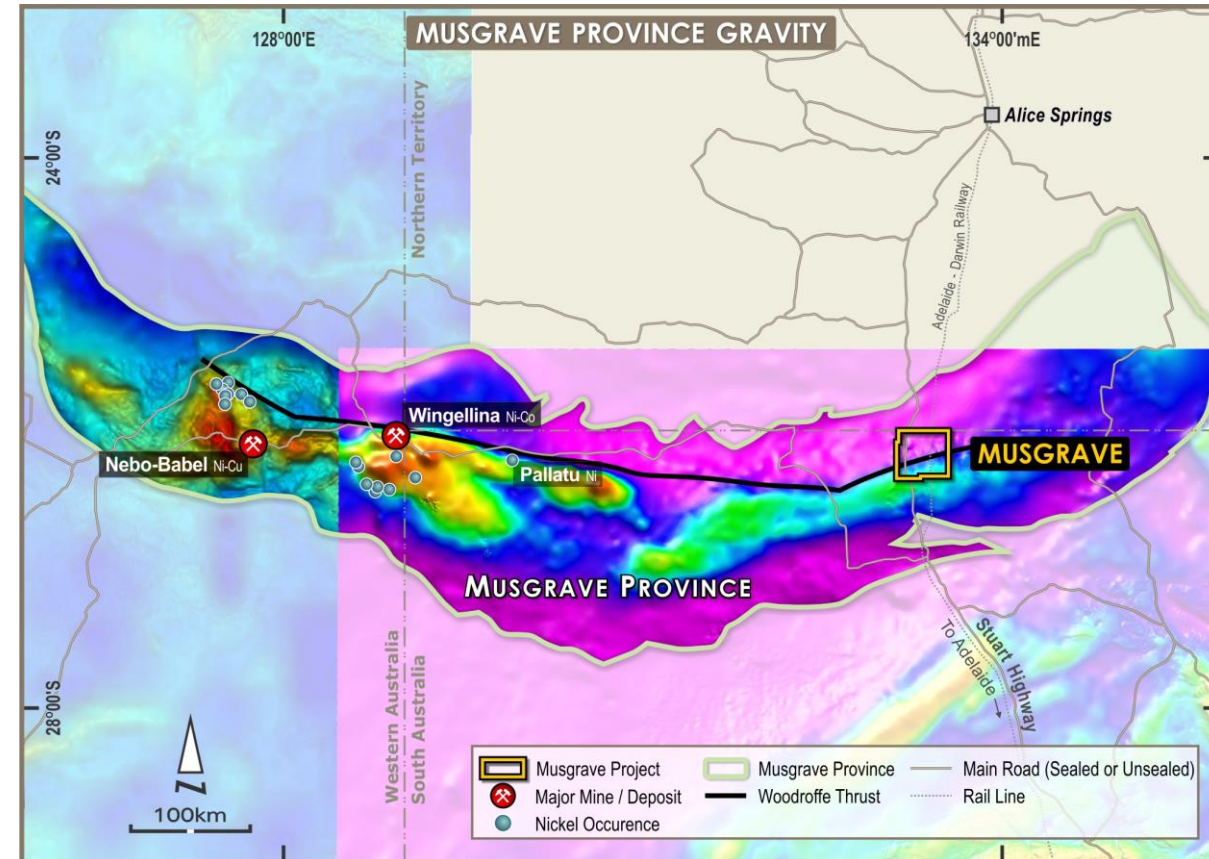 MUSGRAVE PROVINCE GRAVITY
128°00'E
134°00'mE
24°00'S
28°00'S
Northern Territory
Western Australia
South Australia
Alice Springs
Adelaide - Darwin Railway
Wingellina Ni-Co
Nebo-Babel Ni-Cu
Pallatu Ni
MUSGRAVE
MUSGRAVE PROVINCE
Stuart Highway
To Adelaide →
N
100km
Musgrave Project
Major Mine / Deposit
Nickel Occurence
Musgrave Province
Woodroffe Thrust
Main Road (Sealed or Unsealed)
Rail Line